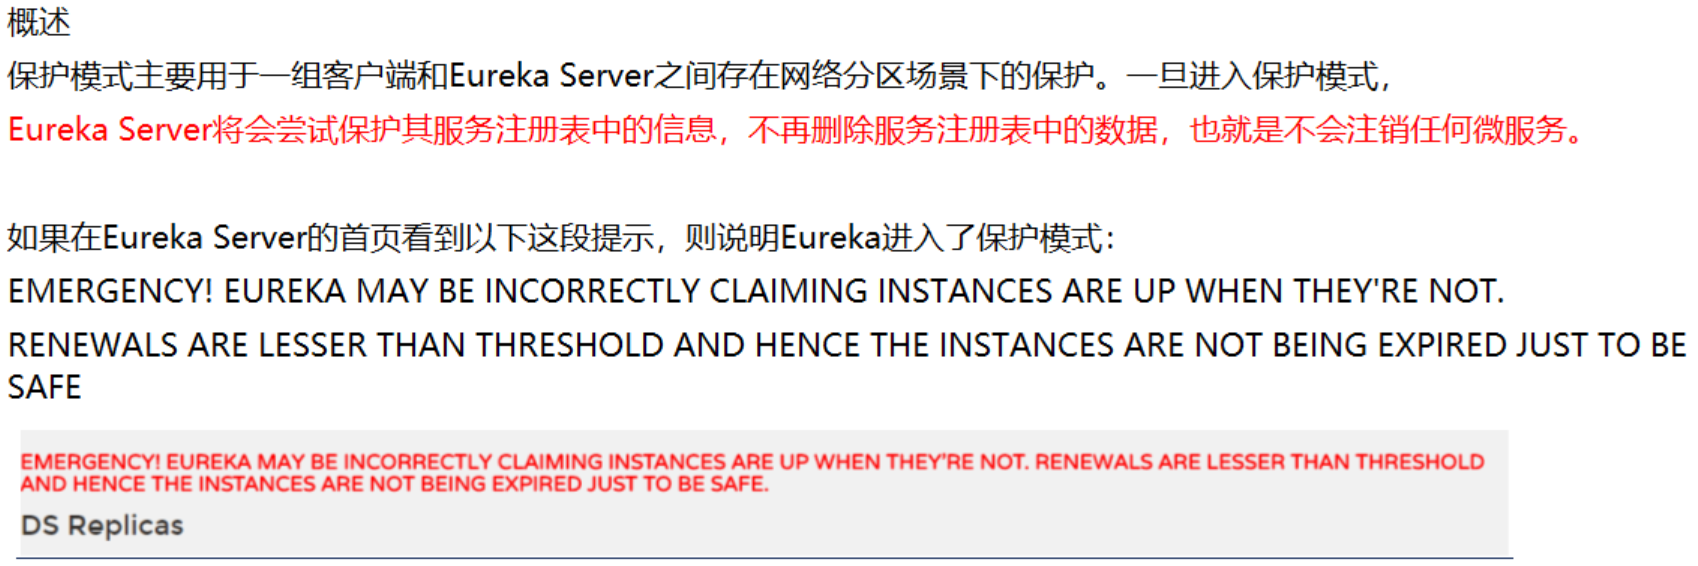 概述
保护模式主要用于一组客户端和Eureka Server之间存在网络分区场景下的保护。一旦进入保护模式，
Eureka Server将会尝试保护其服务注册表中的信息，不再删除服务注册表中的数据，也就是不会注销任何微服务。
如果在Eureka Server的首页看到以下这段提示，则说明Eureka进入了保护模式：
EMERGENCY! EUREKA MAY BE INCORRECTLY CLAIMING INSTANCES ARE UP WHEN THEY'RE NOT.
RENEWALS ARE LESSER THAN THRESHOLD AND HENCE THE INSTANCES ARE NOT BEING EXPIRED JUST TO BE
SAFE
EMERGENCY! EUREKA MAY BE INCORRECTLY CLAIMING INSTANCES ARE UP WHEN THEY'RE NOT. RENEWALS ARE LESSER THAN THRESHOLD
AND HENCE THE INSTANCES ARE NOT BEING EXPIRED JUST TO BE SAFE.
DS Replicas